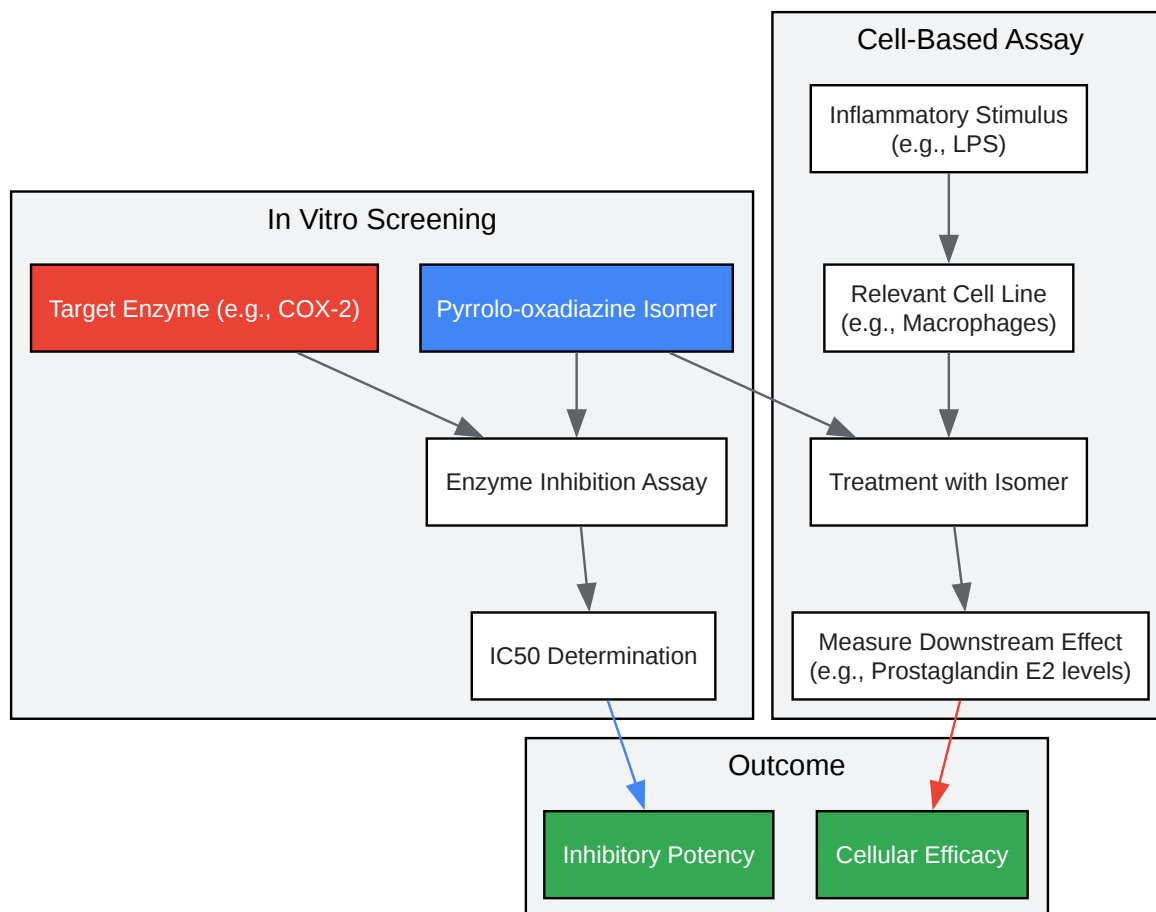 Cell-Based Assay
Inflammatory Stimulus
(e.g., LPS)
In Vitro Screening
Target Enzyme (e.g., COX-2)
Pyrrolo-oxadiazine Isomer
Relevant Cell Line
(e.g., Macrophages)
Enzyme Inhibition Assay
Treatment with Isomer
IC50 Determination
Measure Downstream Effect
(e.g., Prostaglandin E2 levels)
Outcome
Inhibitory Potency
Cellular Efficacy